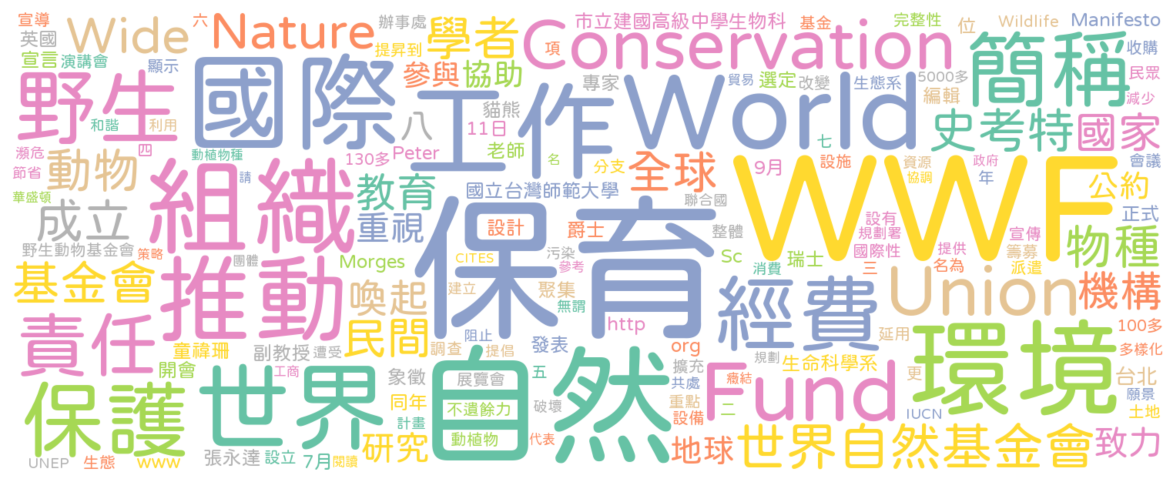 宣導 六 辦事處 市立建國高級中學生物科 基金 完整性 位 Wildlife Manifesto
英國 Wide Nature 提昇到 學者 Conservation 簡稱 收購
宣言 演講會 顯示 參與 協助 項 專家 貿易 選定 改變 生態系 5000多 編輯 民眾
野生 國際 工作 貓熊 World 減少
和諧 利用 八 11日 史考特 國家
瀕危 四 動植物種 130多 Peter 老師 名 分支 七 設施 資源 政府 會議
節省 動物 組織 教育 國立台灣師範大學 全球 WWF 9月 協調 年 公約
華盛頓 請 聯合國
成立 重視 設計 爵士 整體 設有 規劃署 宣傳 正式
野生動物基金會 策略 團體 Morges CITES 保育 污染 Sc 瑞士 國際性 提供 籌募 物種
基金會 推動 喚起 建立 參考 聚集 消費 三 名為 派遣
無謂 經費 Union 機構
責任 民間 阻止 http 延用 100多
童禕珊 副教授 遭受 調查 提倡 發表 org 規劃 生命科學系 多樣化
開會 工商 象徵 展覽會 五 擴充 共處 癥結 更 環境 台北
保護 世界 同年 不遺餘力 破壞 自然 重點 Fund 二 IUCN 願景 土地
計畫 設備
研究 動植物 代表 地球 世界自然基金會 致力
UNEP 生態 www 張永達 設立 7月 閱讀